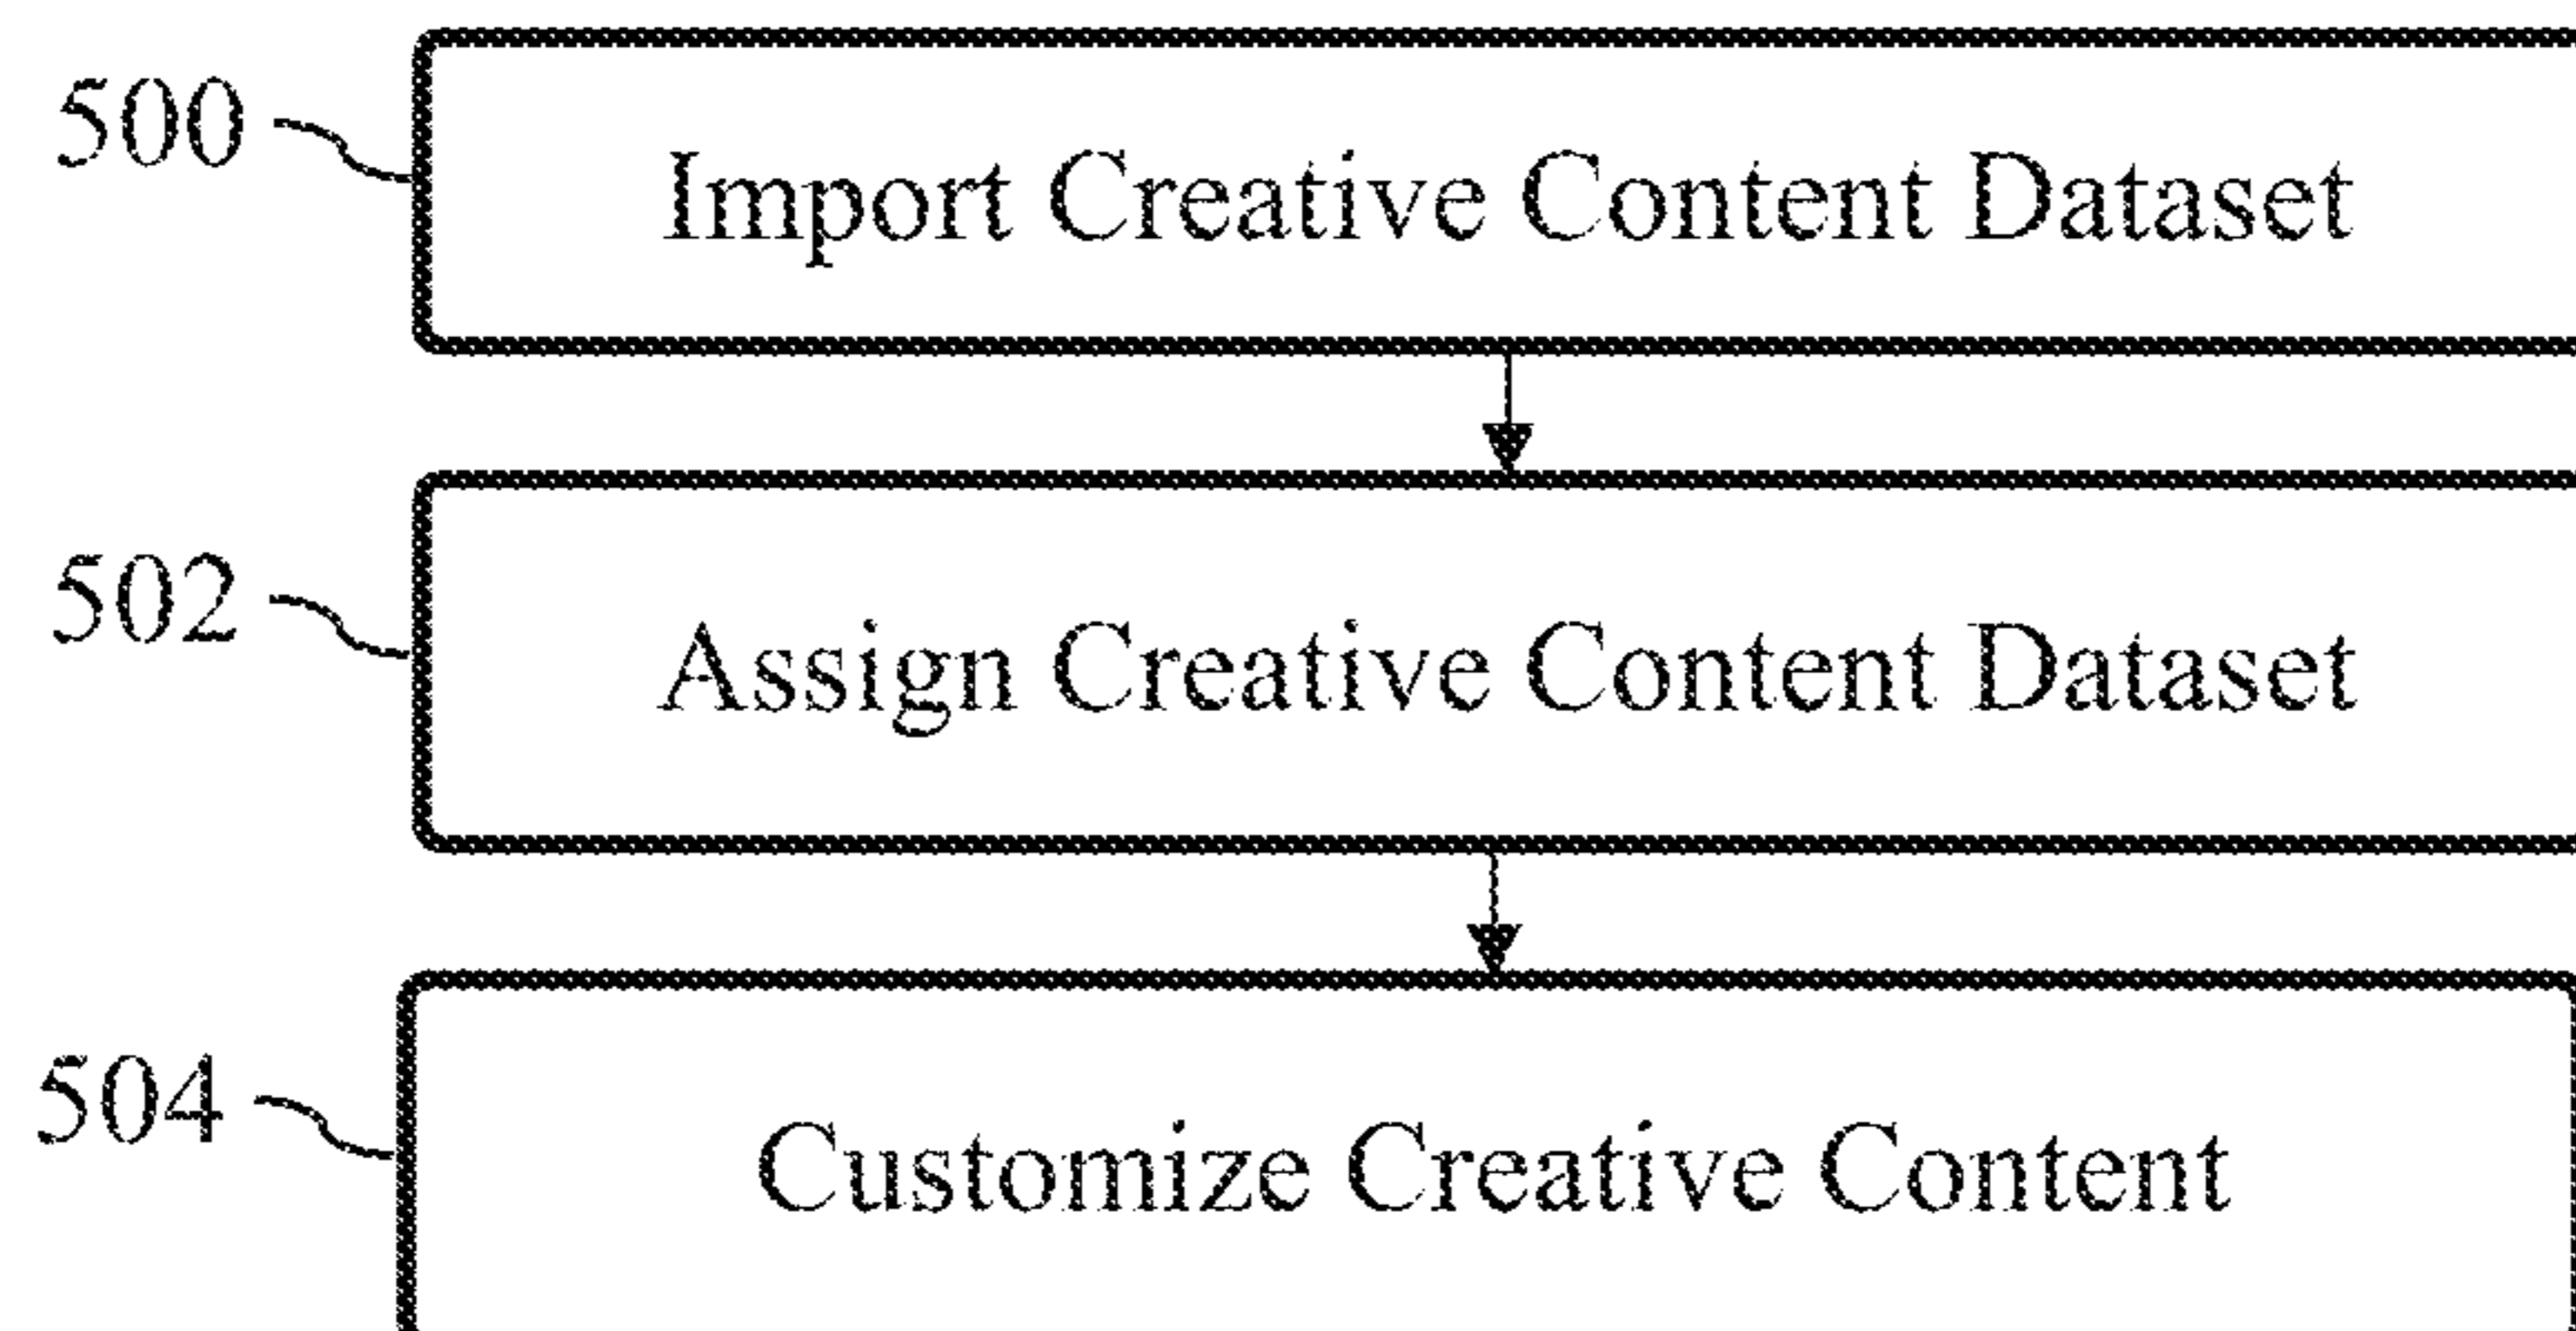 500
Import Creative Content Dataset
502
Assign Creative Content Dataset
504
Customize Creative Content